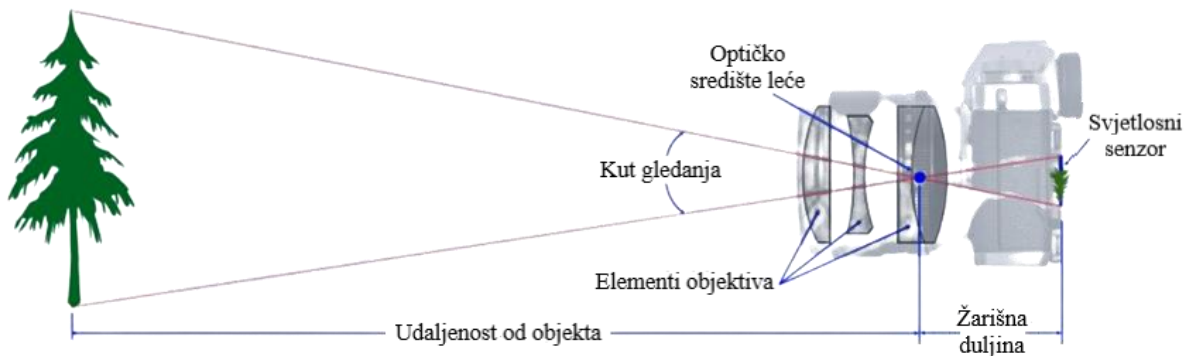 Optičko
središte leće
Svjetlosni
senzor
Kut gledanja
Elementi objektiva
Udaljenost od objekta
Žarišna
duljina